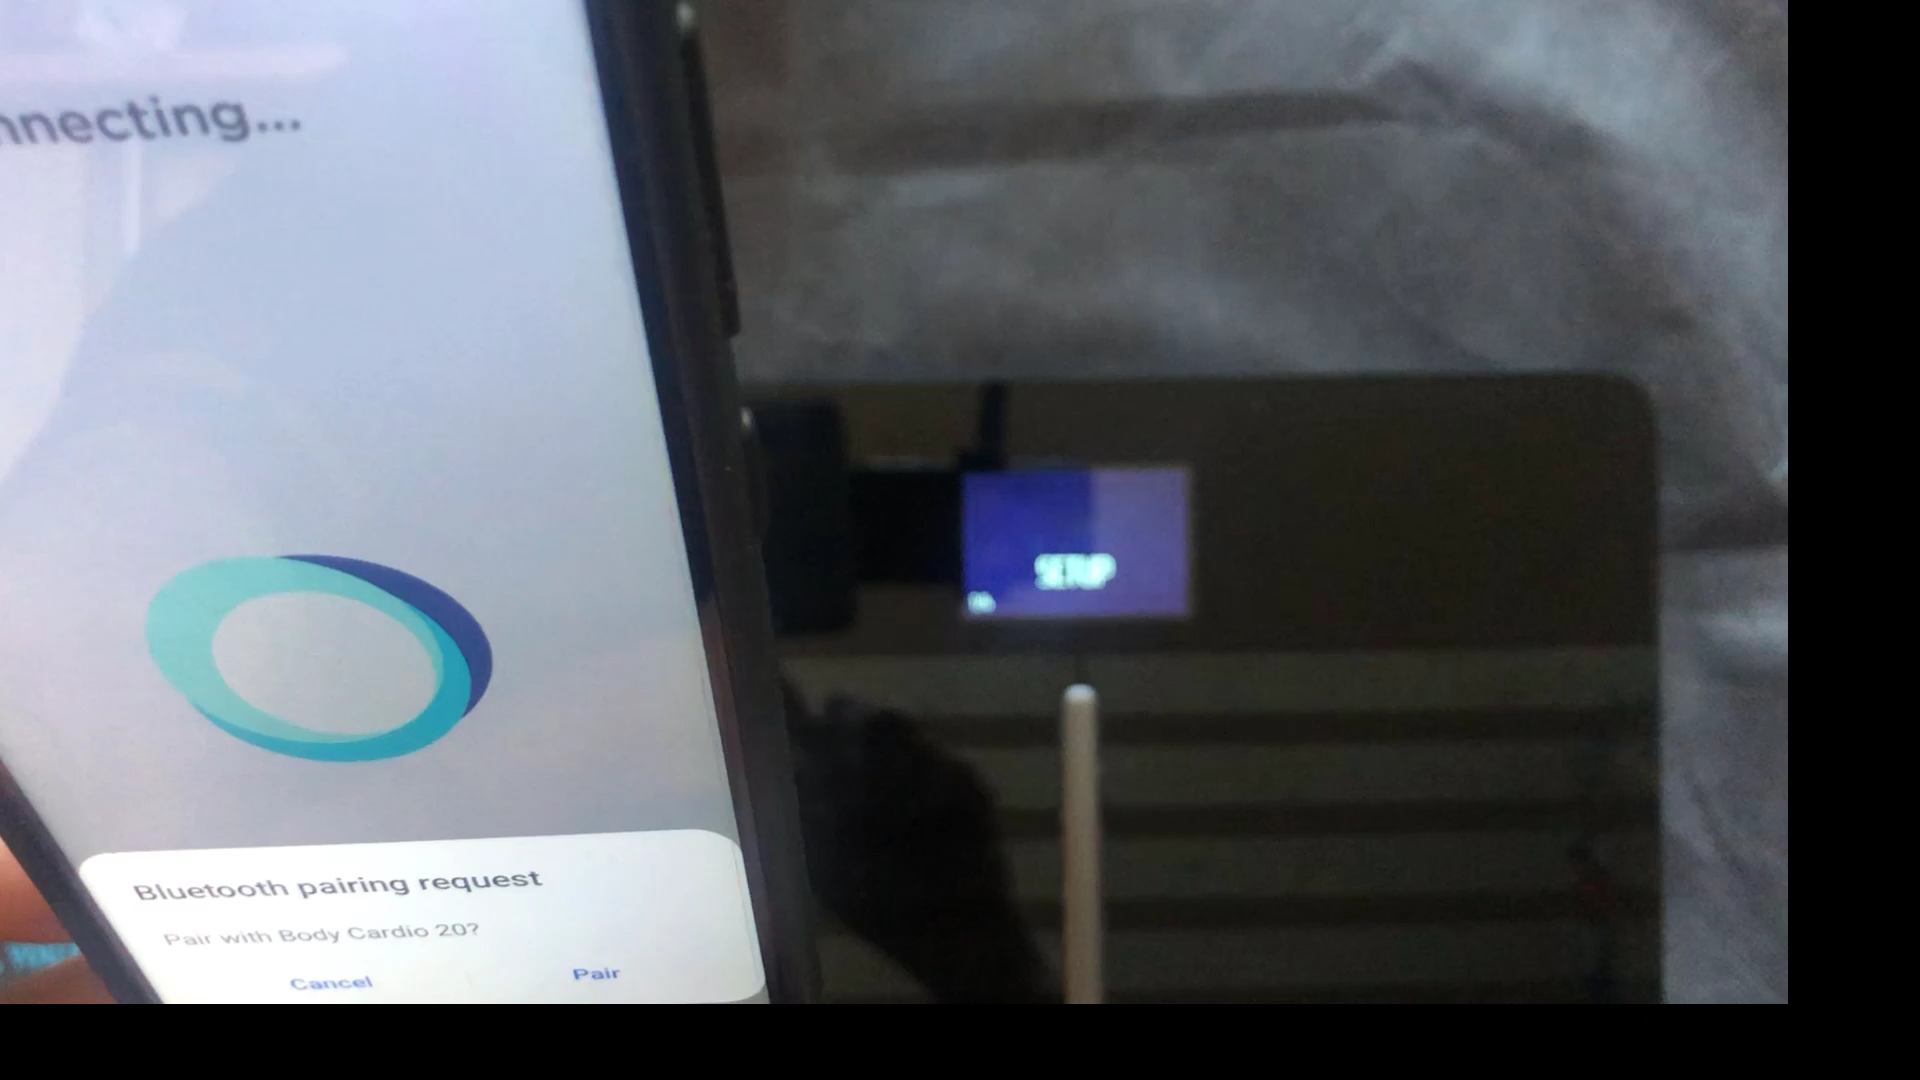 nnecting...
SETUP
Bluetooth pairing request
Pair with Body Cardio 20?
Cancel
Pair